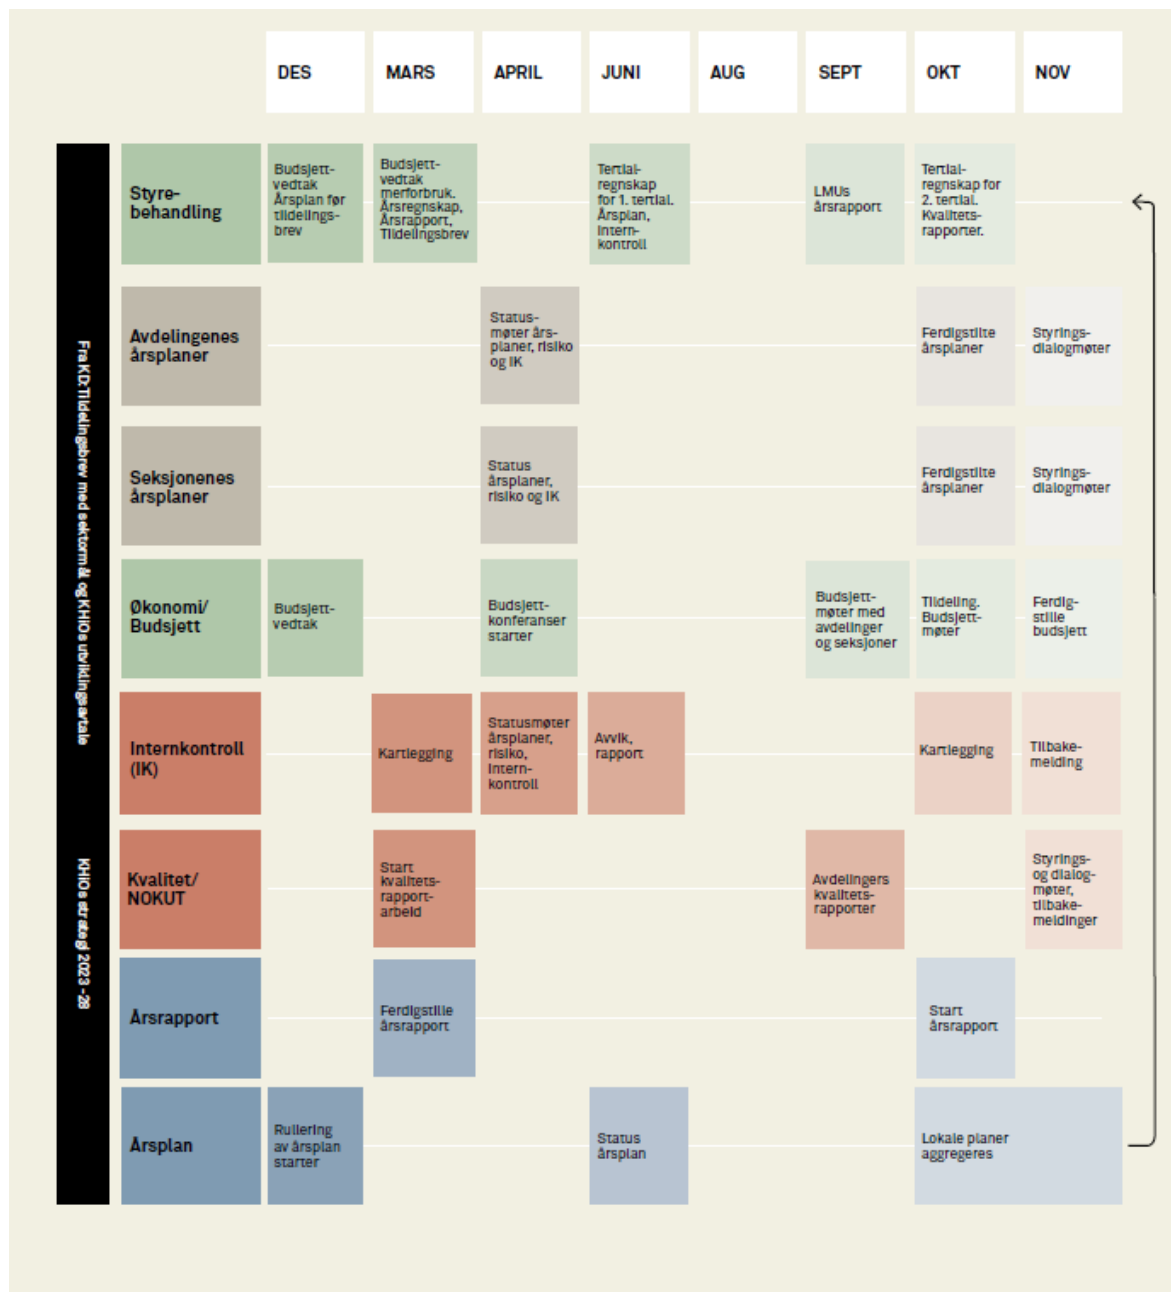 DES
MARS
APRIL
JUNI
AUG
SEPT
OKT
NOV
Fra KD: Tildelingsbrev med sektormål og KHiOs utviklingsavtale
KHiOs strategi 2023 -28
Styre-
behandling
Budsjett-
vedtak
Årsplan før
tildelings-
brev
Budsjett-
vedtak
merforbruk.
Årsregnskap,
Årsrapport,
Tildelingsbrev
Tertial-
regnskap
for 1. tertial.
Årsplan,
Intern-
kontroll
LMUs
årsrapport
Tertial-
regnskap for
2. tertial.
Kvalitets-
rapporter.
Avdelingenes
årsplaner
Status-
møter års-
planer, risiko
og IK
Ferdigstilte
årsplaner
Styrings-
dialogmøter
Seksjonenes
årsplaner
Status
årsplaner,
risiko og IK
Ferdigstilte
årsplaner
Styrings-
dialogmøter
Økonomi/
Budsjett
Budsjett-
vedtak
Budsjett-
konferanser
starter
Budsjett-
møter med
avdelinger
og seksjoner
Tildeling.
Budsjett-
møter
Ferdig-
stille
budsjett
Internkontroll
(IK)
Kartlegging
Statusmøter
årsplaner,
risiko,
Intern-
kontroll
Avvik,
rapport
Kartlegging
Tilbake-
melding
Kvalitet/
NOKUT
Start
kvalitets-
rapport-
arbeid
Avdelingers
kvalitets-
rapporter
Styrings-
og dialog-
møter,
tilbake-
meldinger
Årsrapport
Ferdigstille
årsrapport
Start
årsrapport
Årsplan
Rullering
av årsplan
starter
Status
årsplan
Lokale planer
aggregeres